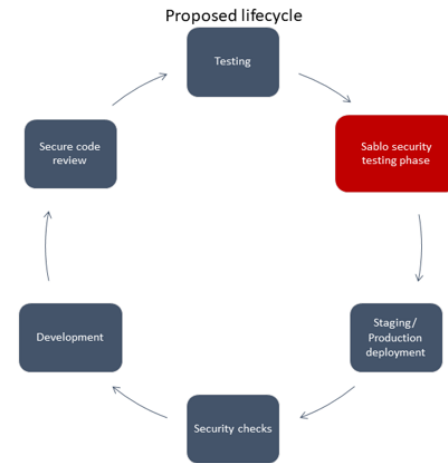 Proposed lifecycle
Testing
Sablo security
testing phase
Staging/
Production
deployment
Security checks
Development
Secure code
review